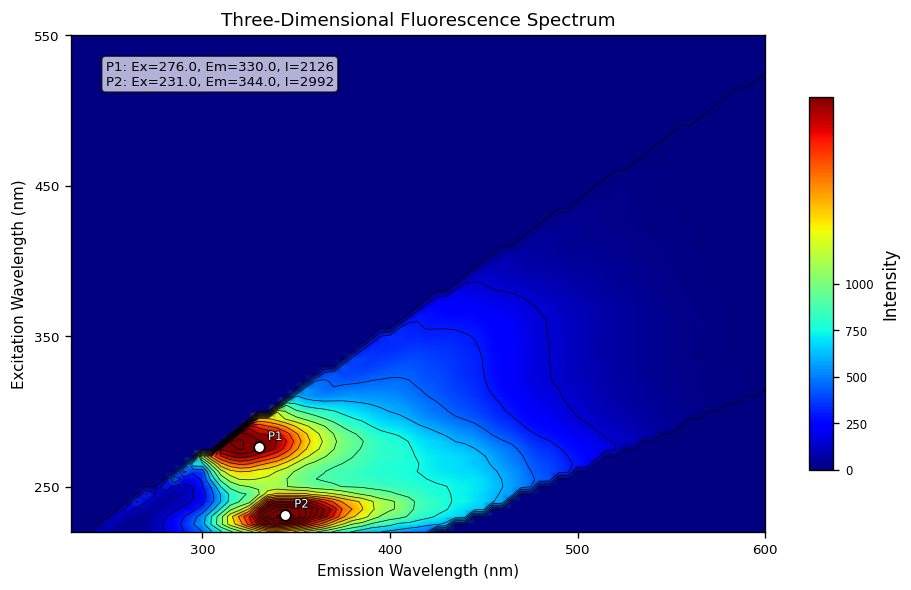 Three-Dimensional Fluorescence Spectrum
550
P1: Ex=276.0, Em=330.0, I=2126
P2: Ex=231.0, Em=344.0, I=2992
450
350
250
Excitation Wavelength (nm)
P1
P2
300
400
500
600
Emission Wavelength (nm)
1000
750
500
250
0
Intensity